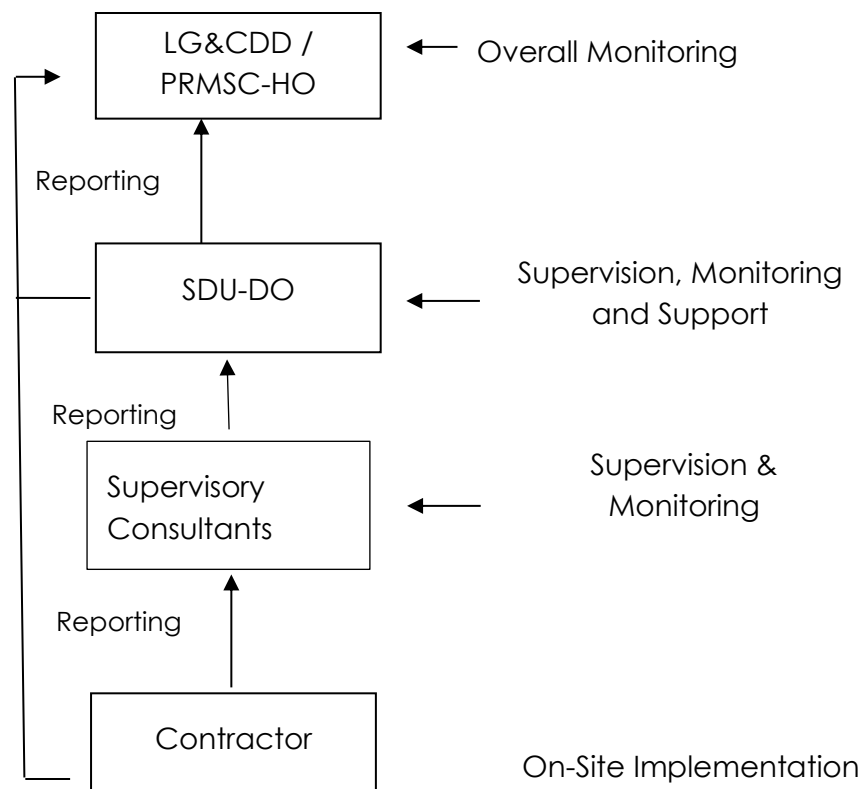 LG&CDD /
PRMSC-HO
Overall Monitoring
Reporting
SDU-DO
Supervision, Monitoring
and Support
Reporting
Supervisory
Consultants
Supervision &
Monitoring
Reporting
Contractor
On-Site Implementation